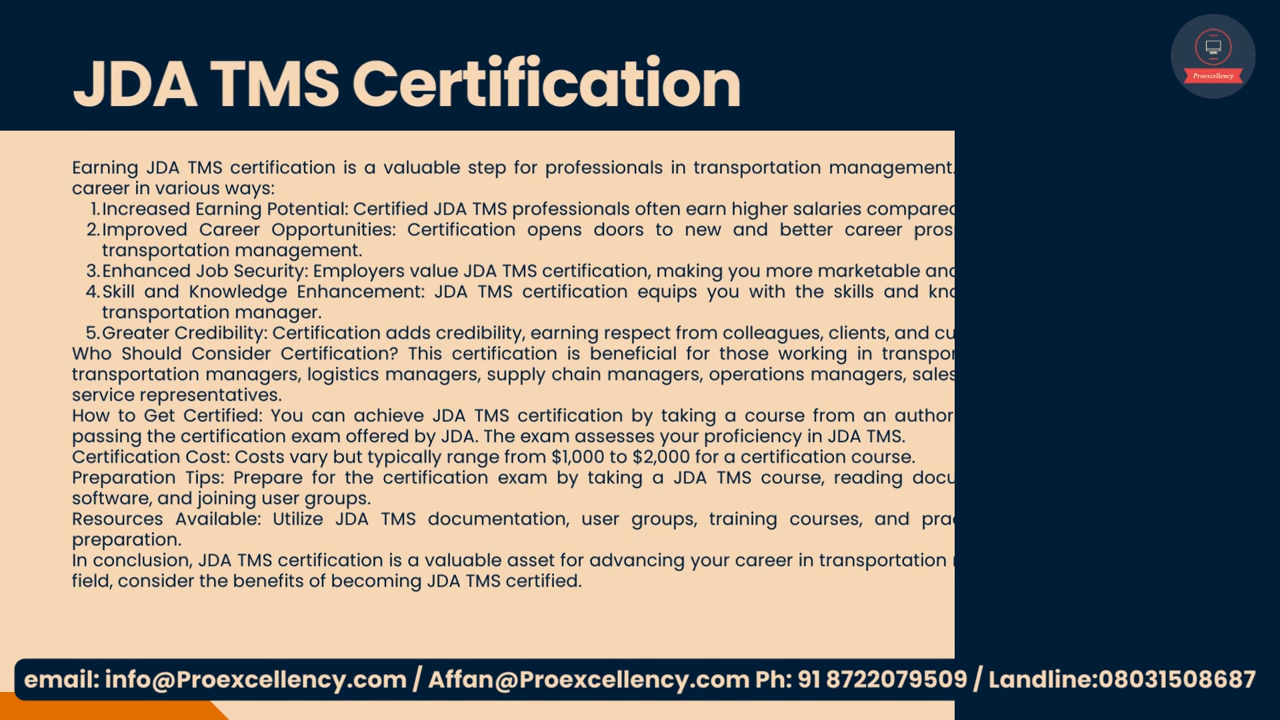 JDA TMS Certification
Proexcellency
Earning JDA TMS certification is a valuable step for professionals in transportation management.
career in various ways:
1. Increased Earning Potential: Certified JDA TMS professionals often earn higher salaries compared
2. Improved Career Opportunities: Certification opens doors to new and better career
transportation management.
3. Enhanced Job Security: Employers value JDA TMS certification, making you more marketable and
4. Skill and Knowledge Enhancement: JDA TMS certification equips you with the skills and
transportation manager.
5. Greater Credibility: Certification adds credibility, earning respect from colleagues, clients, and
Who Should Consider Certification? This certification is beneficial for those working in
transportation managers, logistics managers, supply chain managers, operations managers, sales
service representatives.
How to Get Certified: You can achieve JDA TMS certification by taking a course from an
passing the certification exam offered by JDA. The exam assesses your proficiency in JDA TMS.
Certification Cost: Costs vary but typically range from $1,000 to $2,000 for a certification course.
Preparation Tips: Prepare for the certification exam by taking a JDA TMS course, reading
software, and joining user groups.
Resources Available: Utilize JDA TMS documentation, user groups, training courses, and
preparation.
In conclusion, JDA TMS certification is a valuable asset for advancing your career in transportation
field, consider the benefits of becoming JDA TMS certified.
email: info@Proexcellency.com / Affan@Proexcellency.com Ph: 91 8722079509 / Landline:08031508687